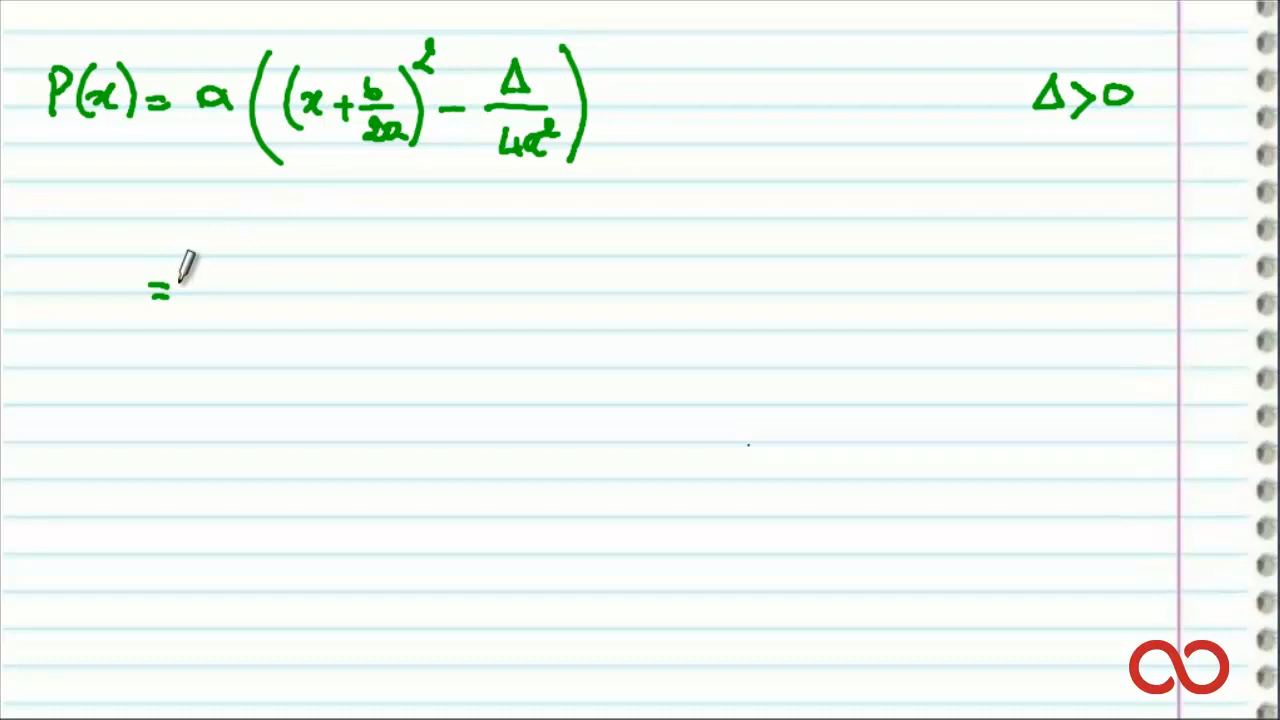 P(x) = a((x + b/2a)² - Δ/4a²) Δ > 0
=